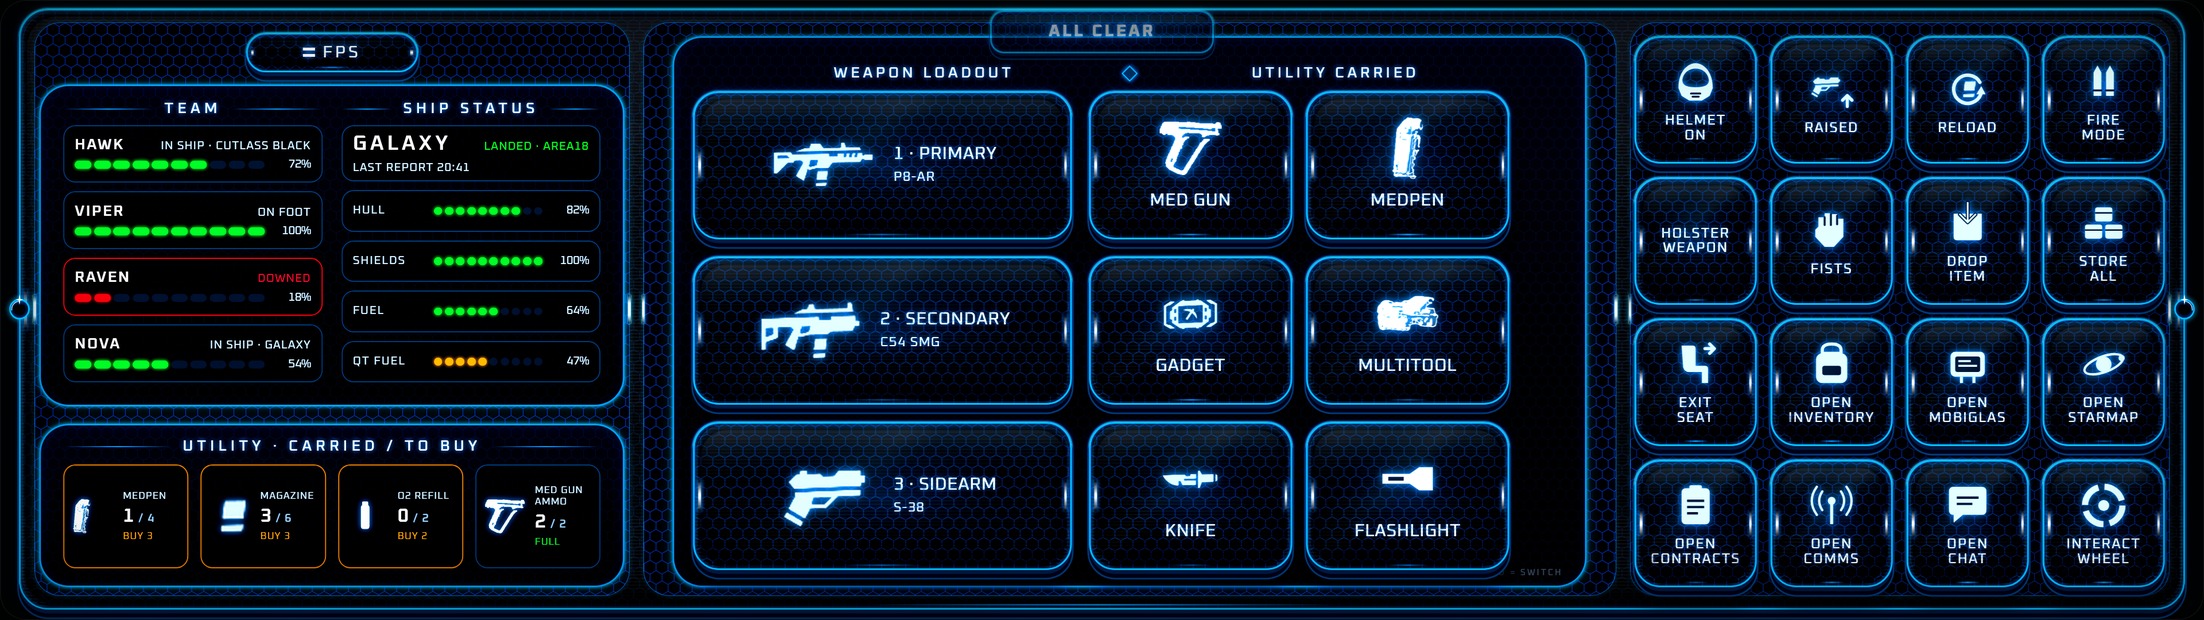 ALL CLEAR
= FPS
TEAM
HAWK IN SHIP · CUTLASS BLACK
72%
VIPER ON FOOT
100%
RAVEN DOWNED
18%
NOVA IN SHIP · GALAXY
54%
SHIP STATUS
GALAXY LANDED · AREA18
LAST REPORT 20:41
HULL 82%
SHIELDS 100%
FUEL 64%
QT FUEL 47%
UTILITY · CARRIED / TO BUY
MEDPEN
1 / 4
BUY 3
MAGAZINE
3 / 6
BUY 3
O2 REFILL
0 / 2
BUY 2
MED GUN
AMMO
2 / 2
FULL
WEAPON LOADOUT
UTILITY CARRIED
1 · PRIMARY
P8-AR
MED GUN
MEDPEN
2 · SECONDARY
C54 SMG
GADGET
MULTITOOL
3 · SIDEARM
S-38
KNIFE
FLASHLIGHT
= SWITCH
HELMET
ON
RAISED
RELOAD
FIRE
MODE
HOLSTER
WEAPON
FISTS
DROP
ITEM
STORE
ALL
EXIT
SEAT
OPEN
INVENTORY
OPEN
MOBIGLAS
OPEN
STARMAP
OPEN
CONTRACTS
OPEN
COMMS
OPEN
CHAT
INTERACT
WHEEL